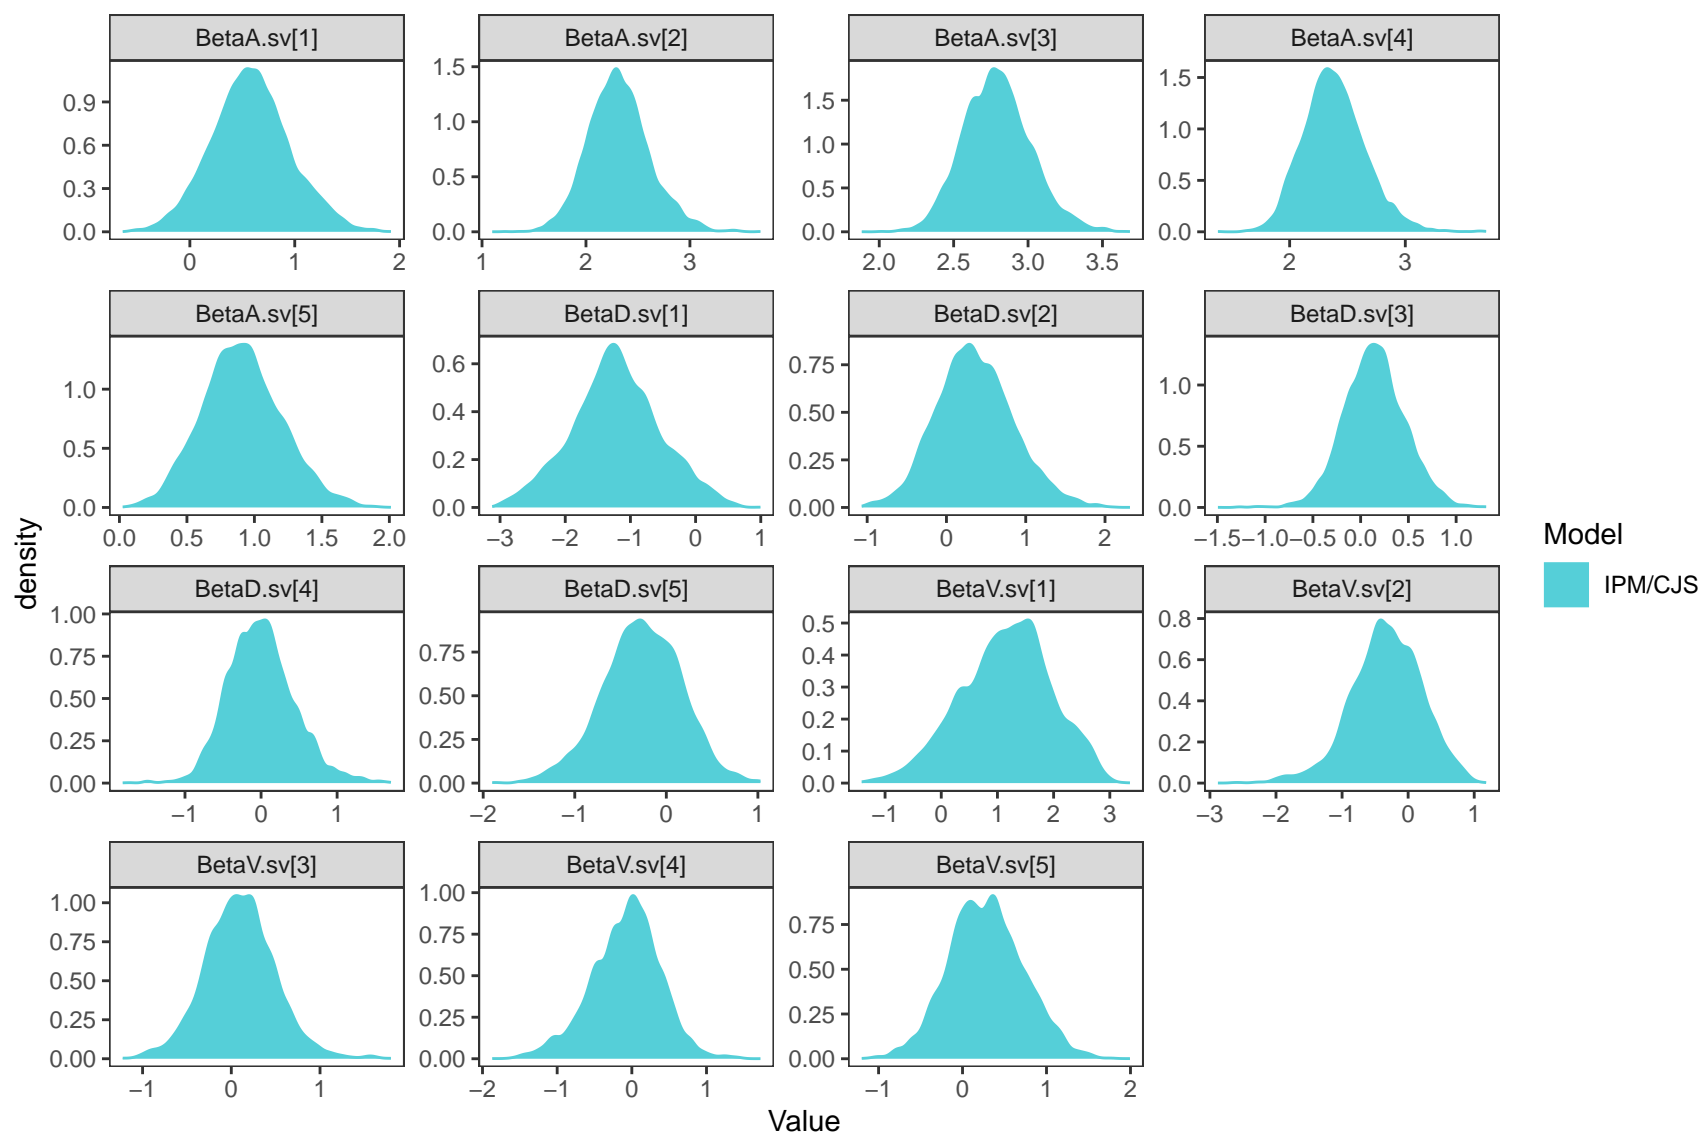 BetaA.sv[1] BetaA.sv[2] BetaA.sv[3] BetaA.sv[4]
0.9
0.6
0.3
0.0
0 1 2
1.5
1.0
0.5
0.0
1 2 3
1.5
1.0
0.5
0.0
2.0 2.5 3.0 3.5
1.5
1.0
0.5
0.0
2 3
BetaA.sv[5] BetaD.sv[1] BetaD.sv[2] BetaD.sv[3]
1.0
0.5
0.0
0.0 0.5 1.0 1.5 2.0
0.6
0.4
0.2
0.0
−3 −2 −1 0 1
0.75
0.50
0.25
0.00
−1 0 1 2
1.0
0.5
0.0
−1.5 −1.0 −0.5 0.0 0.5 1.0
BetaD.sv[4] BetaD.sv[5] BetaV.sv[1] BetaV.sv[2]
1.00
0.75
0.50
0.25
0.00
−1 0 1
0.75
0.50
0.25
0.00
−2 −1 0 1
0.5
0.4
0.3
0.2
0.1
0.0
−1 0 1 2 3
0.8
0.6
0.4
0.2
0.0
−3 −2 −1 0 1
BetaV.sv[3] BetaV.sv[4] BetaV.sv[5]
1.00
0.75
0.50
0.25
0.00
−1 0 1
1.00
0.75
0.50
0.25
0.00
−2 −1 0 1
0.75
0.50
0.25
0.00
−1 0 1 2
density
Value
Model
IPM/CJS